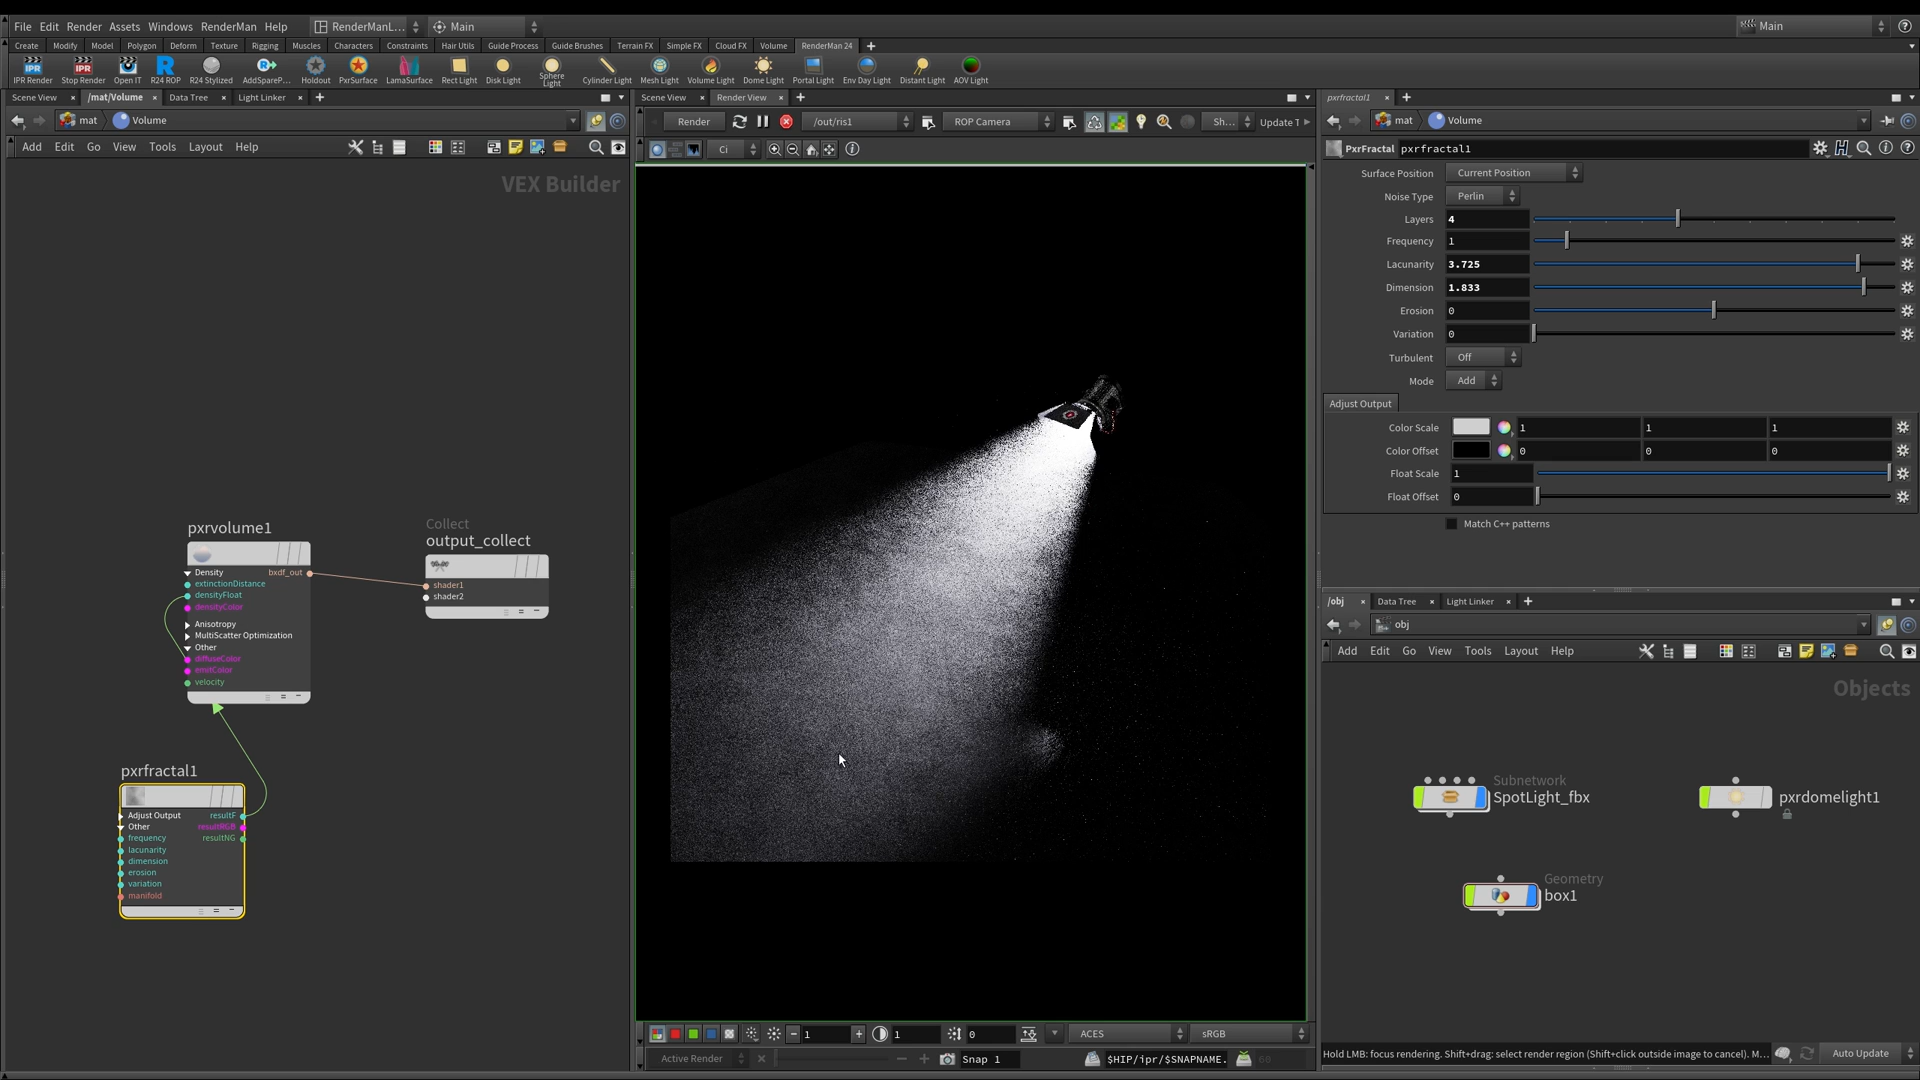 File Edit Render Assets Windows RenderMan Help RenderManL... Main Main
Create Modify Model Polygon Deform Texture Rigging Muscles Characters Constraints Hair Utils Guide Process Guide Brushes Terrain FX Simple FX Cloud FX Volume RenderMan 24
IPR IPR
IPR Render Stop Render Open IT R24 ROP R24 Stylized AddSpareP... Holdout PxrSurface LamaSurface Rect Light Disk Light Sphere Light Cylinder Light Mesh Light Volume Light Dome Light Portal Light Env Day Light Distant Light AOV Light
Scene View /mat/Volume Data Tree Light Linker
mat Volume
Add Edit Go View Tools Layout Help
VEX Builder
pxrvolume1
Density bxdf_out
extinctionDistance
densityFloat
densityColor
Anisotropy
MultiScatter Optimization
Other
diffuseColor
emitColor
velocity
Collect
output_collect
shader1
shader2
pxrfractal1
Adjust Output resultF
Other resultRGB
frequency resultNG
lacunarity
dimension
erosion
variation
manifold
Scene View Render View
Render /out/ris1 ROP Camera Sh... Update T
Ci
1 1 0 ACES sRGB
Active Render Snap 1 $HIP/ipr/$SNAPNAME. 60
pxrfractal1
mat Volume
PxrFractal pxrfractal1
Surface Position Current Position
Noise Type Perlin
Layers 4
Frequency 1
Lacunarity 3.725
Dimension 1.833
Erosion 0
Variation 0
Turbulent Off
Mode Add
Adjust Output
Color Scale 1 1 1
Color Offset 0 0 0
Float Scale 1
Float Offset 0
Match C++ patterns
/obj Data Tree Light Linker
obj
Add Edit Go View Tools Layout Help
Objects
Subnetwork
SpotLight_fbx
pxrdomelight1
Geometry
box1
Hold LMB: focus rendering. Shift+drag: select render region (Shift+click outside image to cancel). M... Auto Update